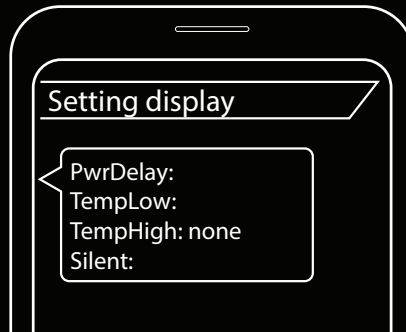 Setting display
PwrDelay:
TempLow:
TempHigh: none
Silent: